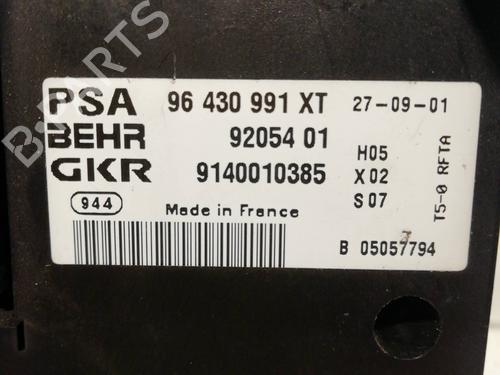 PSA 96 430 991 XT 27-09-01
BEHR 92054 01 H05
GKR 9140010385 X02
944 S07
Made in France
T5-0 RFTA
B 05057794
B-PARTS